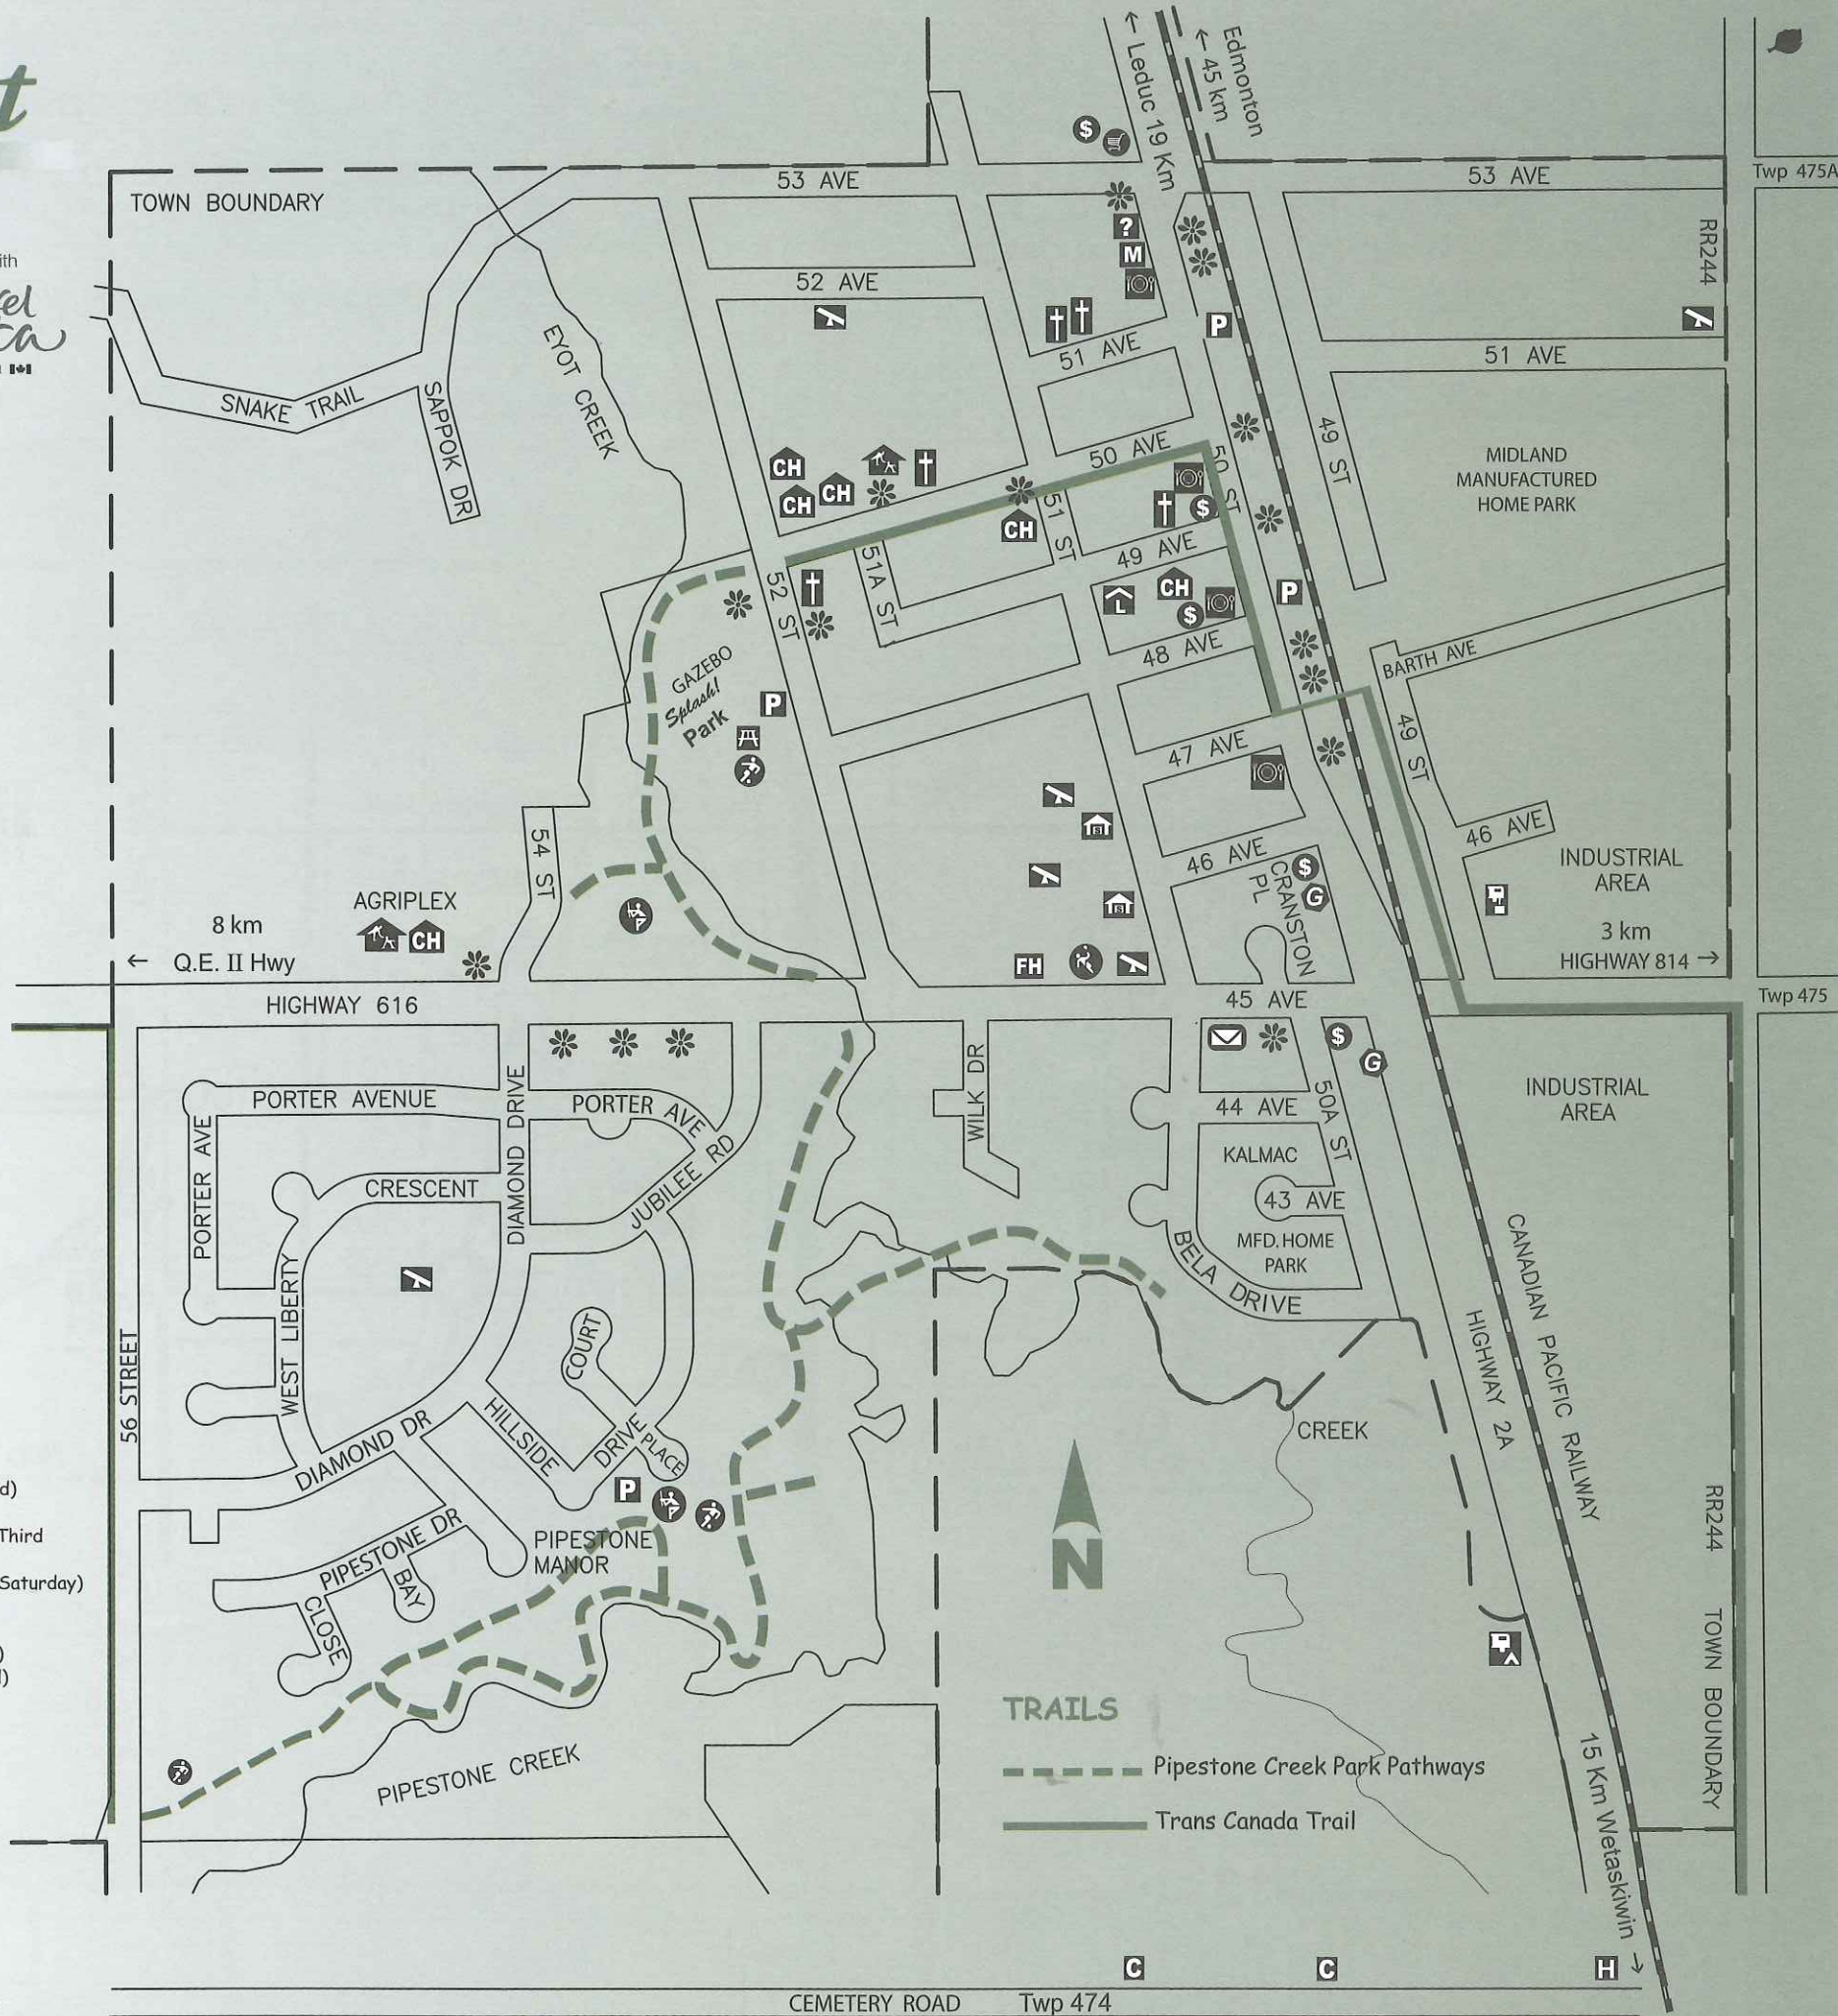 t
ith
el
ca
d)
Third
Saturday)
)
l)
← Leduc 19 Km
Edmonton
← 45 km
$
53 AVE
53 AVE
Twp 475A
TOWN BOUNDARY
RR244
?
M
52 AVE
P
51 AVE
51 AVE
EYOT CREEK
SNAKE TRAIL
SAPPOK DR
49 ST
50 AVE
50 ST
MIDLAND
MANUFACTURED
HOME PARK
CH
CH
CH
CH
51 ST
$
49 AVE
51A ST
52 ST
L
CH
$
P
48 AVE
BARTH AVE
GAZEBO
Splash!
Park
P
49 ST
47 AVE
46 AVE
S
54 ST
46 AVE
INDUSTRIAL
AREA
CRANSTON
PL
$
G
S
AGRIPLEX
CH
8 km
← Q.E. II Hwy
3 km
HIGHWAY 814 →
FH
HIGHWAY 616
45 AVE
Twp 475
$
G
WILK DR
DIAMOND DRIVE
PORTER AVENUE
PORTER AVE
JUBILEE RD
44 AVE
50A ST
INDUSTRIAL
AREA
PORTER AVE
CRESCENT
KALMAC
43 AVE
MFD. HOME
PARK
BELA DRIVE
WEST LIBERTY
CANADIAN PACIFIC RAILWAY
HIGHWAY 2A
56 STREET
COURT
DIAMOND DR
HILLSIDE
DRIVE
PLACE
CREEK
P
N
RR244
PIPESTONE DR
PIPESTONE
MANOR
BAY
CLOSE
TOWN BOUNDARY
PIPESTONE CREEK
TRAILS
Pipestone Creek Park Pathways
Trans Canada Trail
15 Km Wetaskiwin →
C
C
H
CEMETERY ROAD Twp 474